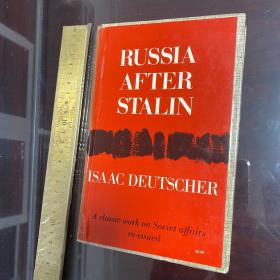 RUSSIA
AFTER
STALIN
ISAAC DEUTSCHER
A classic work on Soviet affairs
re-issued